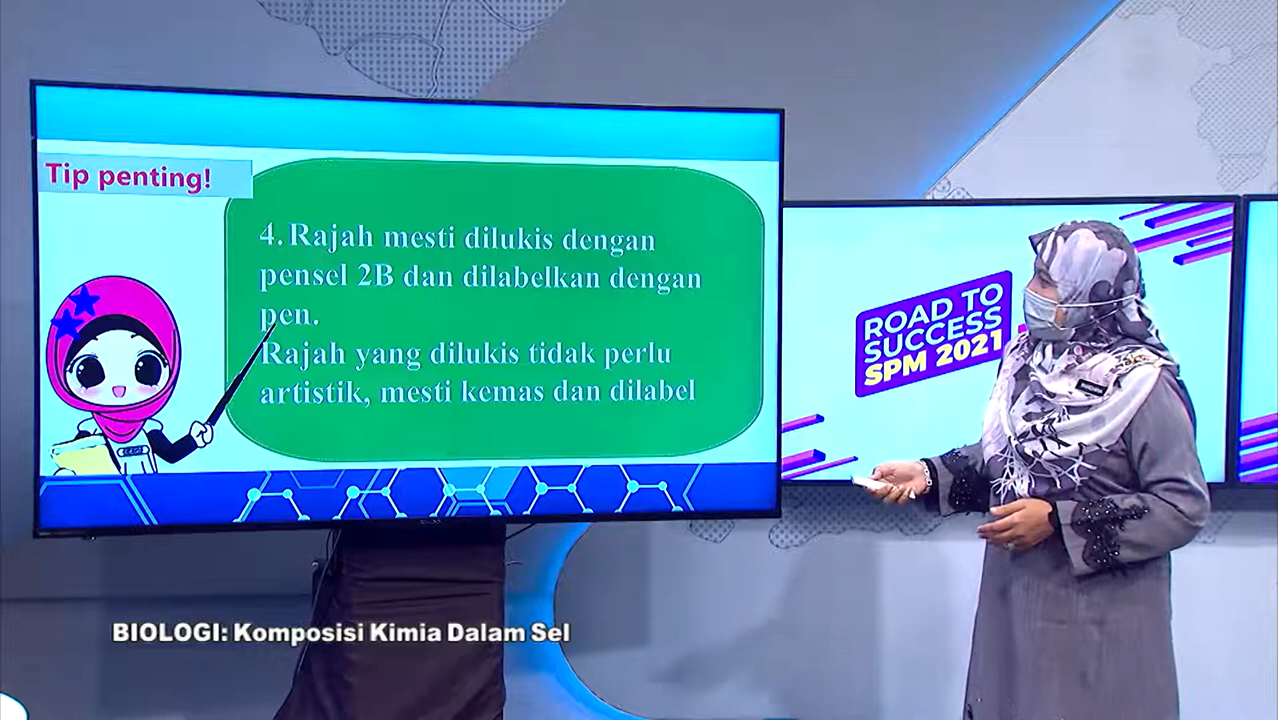 Tip penting!
4. Rajah mesti dilukis dengan
pensel 2B dan dilabelkan dengan
pen.
Rajah yang dilukis tidak perlu
artistik, mesti kemas dan dilabel
ROAD TO
SUCCESS
SPM 2021
BIOLOGI: Komposisi Kimia Dalam Sel